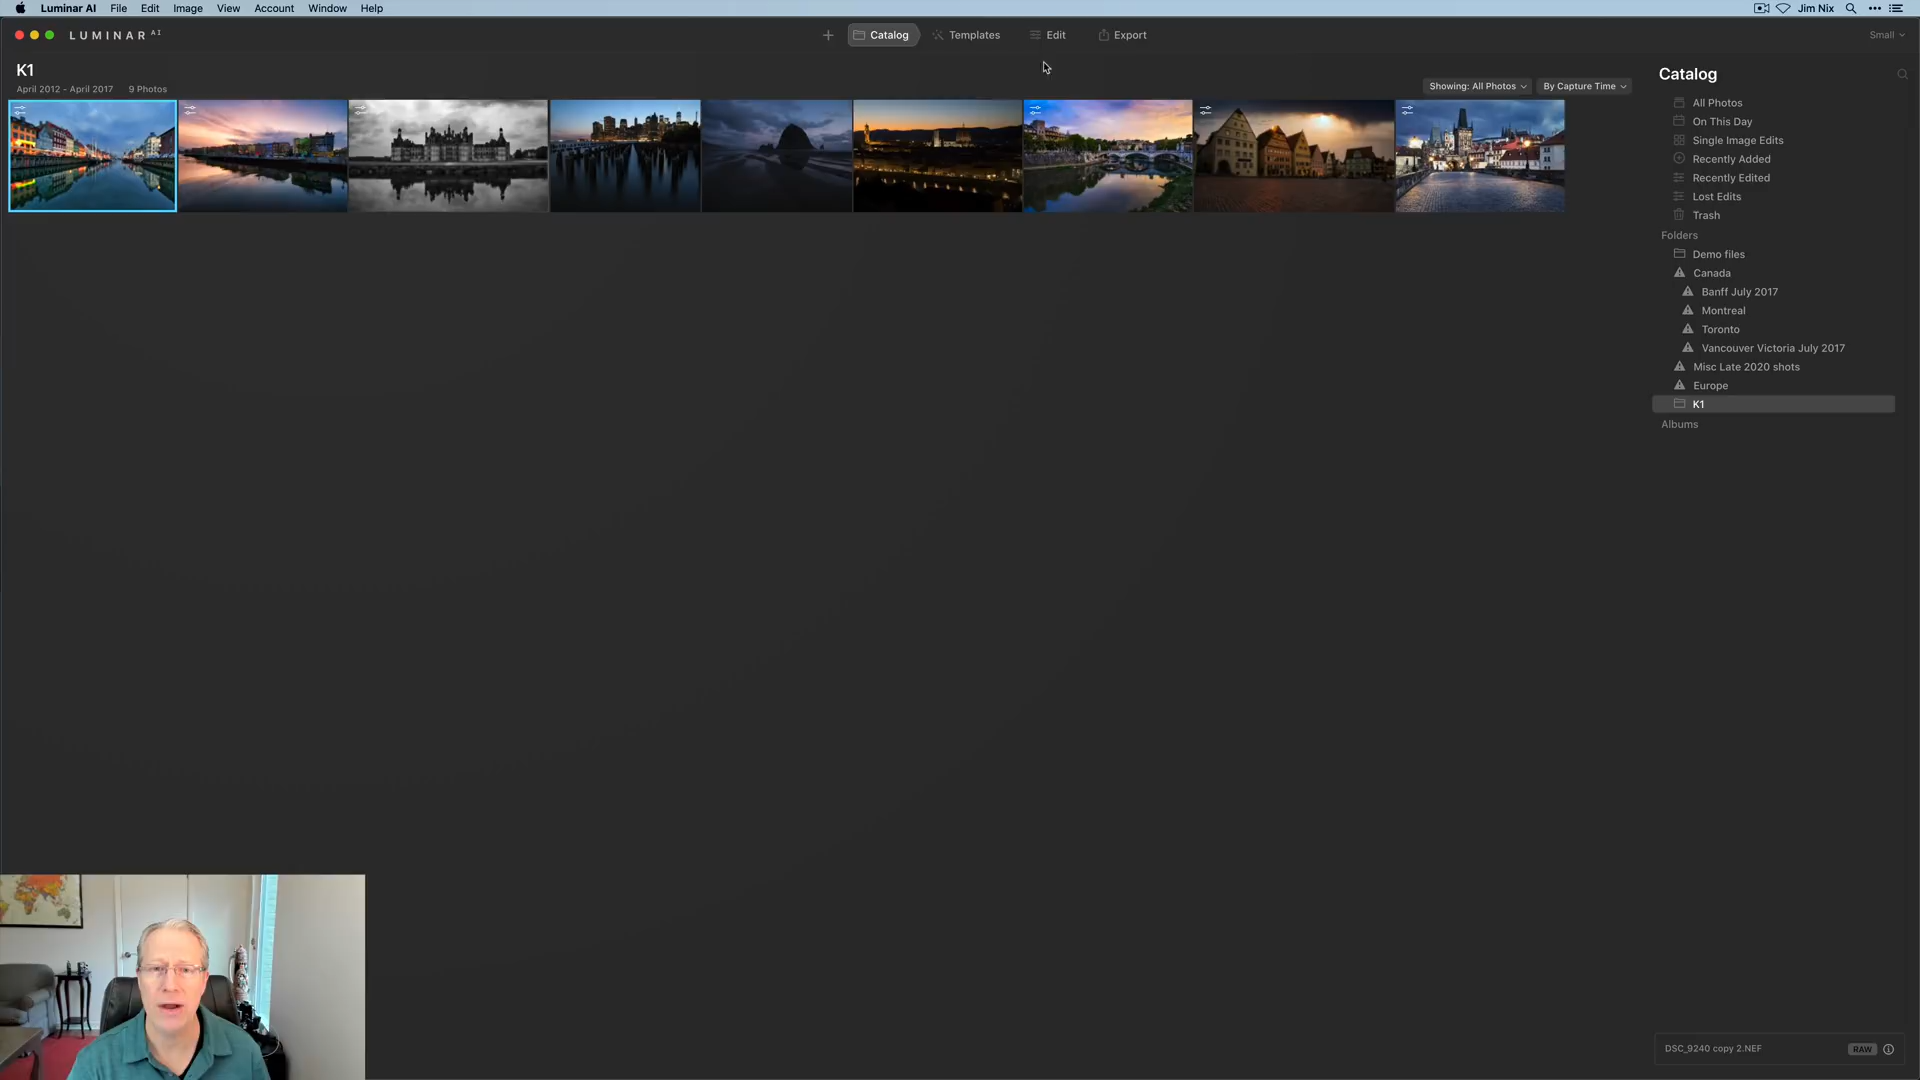 Luminar AI File Edit Image View Account Window Help Jim Nix
LUMINAR AI
Catalog Templates Edit Export Small
K1
April 2012 - April 2017 9 Photos
Showing: All Photos By Capture Time
Catalog
All Photos
On This Day
Single Image Edits
Recently Added
Recently Edited
Lost Edits
Trash
Folders
Demo files
Canada
Banff July 2017
Montreal
Toronto
Vancouver Victoria July 2017
Misc Late 2020 shots
Europe
K1
Albums
DSC_9240 copy 2.NEF RAW